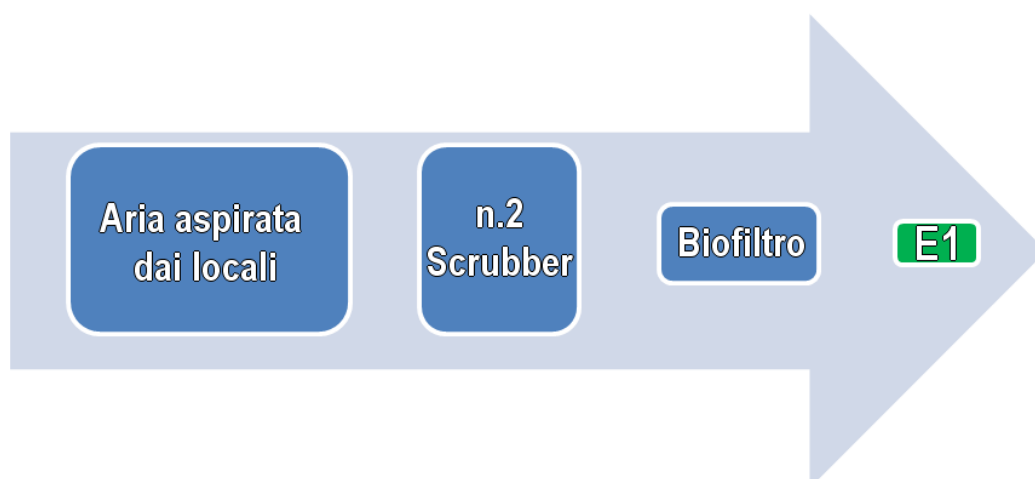 Aria aspirata
dai locali
n.2
Scrubber
Biofiltro
E1